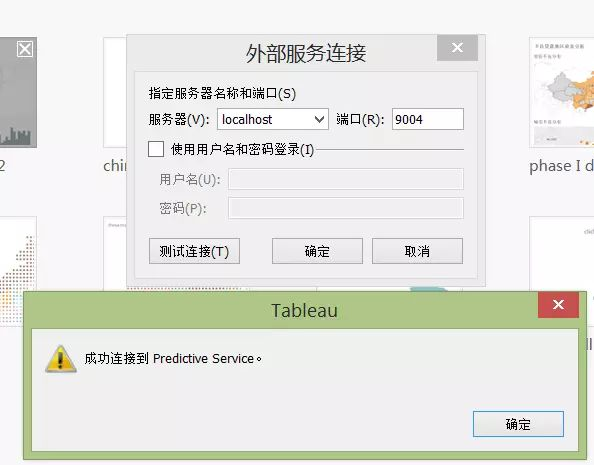 外部服务连接
指定服务器名称和端口(S)
服务器(V): localhost 端口(R): 9004
使用用户名和密码登录(I)
用户名(U):
密码(P):
测试连接(T) 确定 取消
2
chin
phase I d
Tableau
成功连接到 Predictive Service。
确定